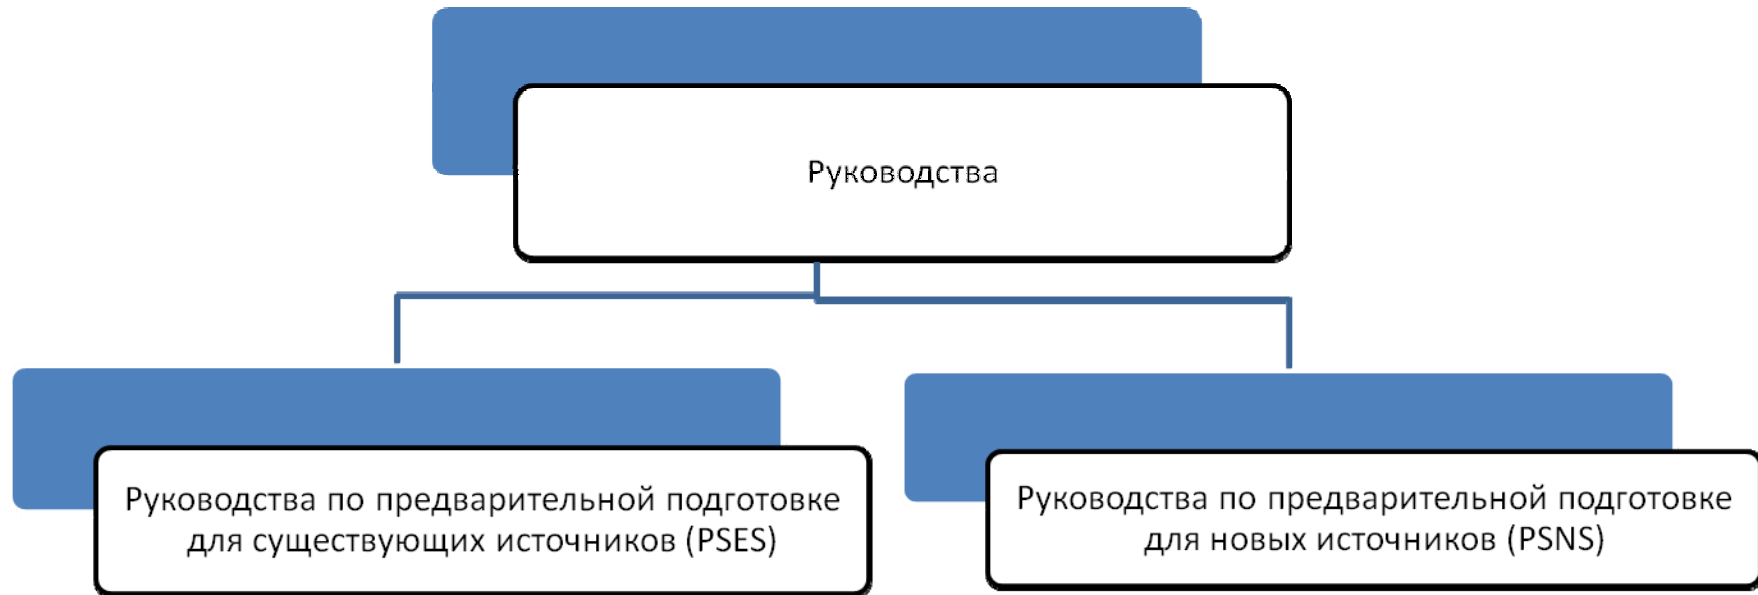 Руководства
Руководства по предварительной подготовке
для существующих источников (PSES)
Руководства по предварительной подготовке
для новых источников (PSNS)